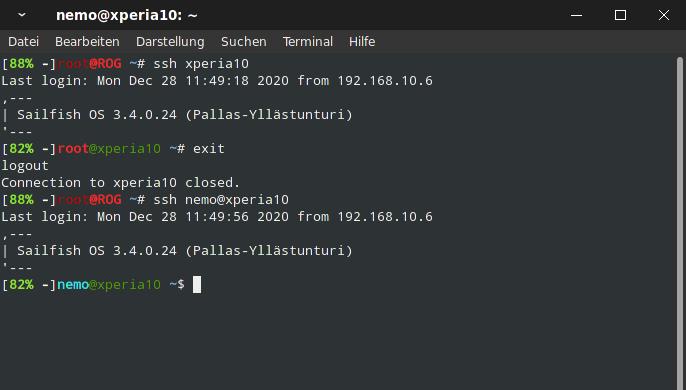 nemo@xperia10: ~
Datei Bearbeiten Darstellung Suchen Terminal Hilfe
[88% -]root@ROG ~# ssh xperia10
Last login: Mon Dec 28 11:49:18 2020 from 192.168.10.6
,---
| Sailfish OS 3.4.0.24 (Pallas-Yllästunturi)
'---
[82% -]root@xperia10 ~# exit
logout
Connection to xperia10 closed.
[88% -]root@ROG ~# ssh nemo@xperia10
Last login: Mon Dec 28 11:49:56 2020 from 192.168.10.6
,---
| Sailfish OS 3.4.0.24 (Pallas-Yllästunturi)
'---
[82% -]nemo@xperia10 ~$